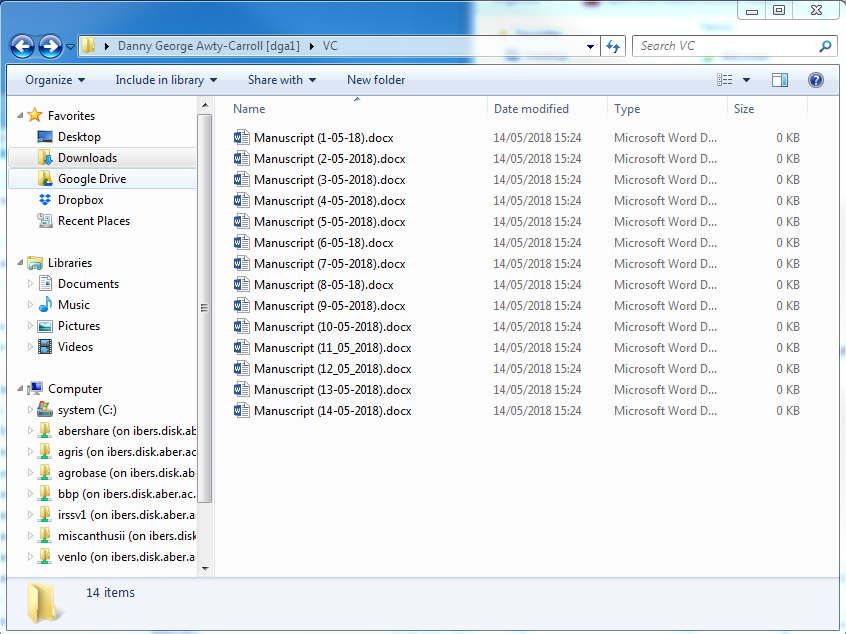 Danny George Awty-Carroll [dga1] VC Search VC
Organize Include in library Share with New folder
Favorites
Desktop
Downloads
Google Drive
Dropbox
Recent Places
Libraries
Documents
Music
Pictures
Videos
Computer
system (C:)
abershare (on ibers.disk.ab
agris (on ibers.disk.aber.ac
agrobase (on ibers.disk.ab
bbp (on ibers.disk.aber.ac.
irssv1 (on ibers.disk.aber.a
miscanthusii (on ibers.disk
venlo (on ibers.disk.aber.a
Name Date modified Type Size
Manuscript (1-05-18).docx 14/05/2018 15:24 Microsoft Word D... 0 KB
Manuscript (2-05-2018).docx 14/05/2018 15:24 Microsoft Word D... 0 KB
Manuscript (3-05-2018).docx 14/05/2018 15:24 Microsoft Word D... 0 KB
Manuscript (4-05-2018).docx 14/05/2018 15:24 Microsoft Word D... 0 KB
Manuscript (5-05-2018).docx 14/05/2018 15:24 Microsoft Word D... 0 KB
Manuscript (6-05-18).docx 14/05/2018 15:24 Microsoft Word D... 0 KB
Manuscript (7-05-2018).docx 14/05/2018 15:24 Microsoft Word D... 0 KB
Manuscript (8-05-18).docx 14/05/2018 15:24 Microsoft Word D... 0 KB
Manuscript (9-05-2018).docx 14/05/2018 15:24 Microsoft Word D... 0 KB
Manuscript (10-05-2018).docx 14/05/2018 15:24 Microsoft Word D... 0 KB
Manuscript (11_05_2018).docx 14/05/2018 15:24 Microsoft Word D... 0 KB
Manuscript (12_05_2018).docx 14/05/2018 15:24 Microsoft Word D... 0 KB
Manuscript (13-05-2018).docx 14/05/2018 15:24 Microsoft Word D... 0 KB
Manuscript (14-05-2018).docx 14/05/2018 15:24 Microsoft Word D... 0 KB
14 items